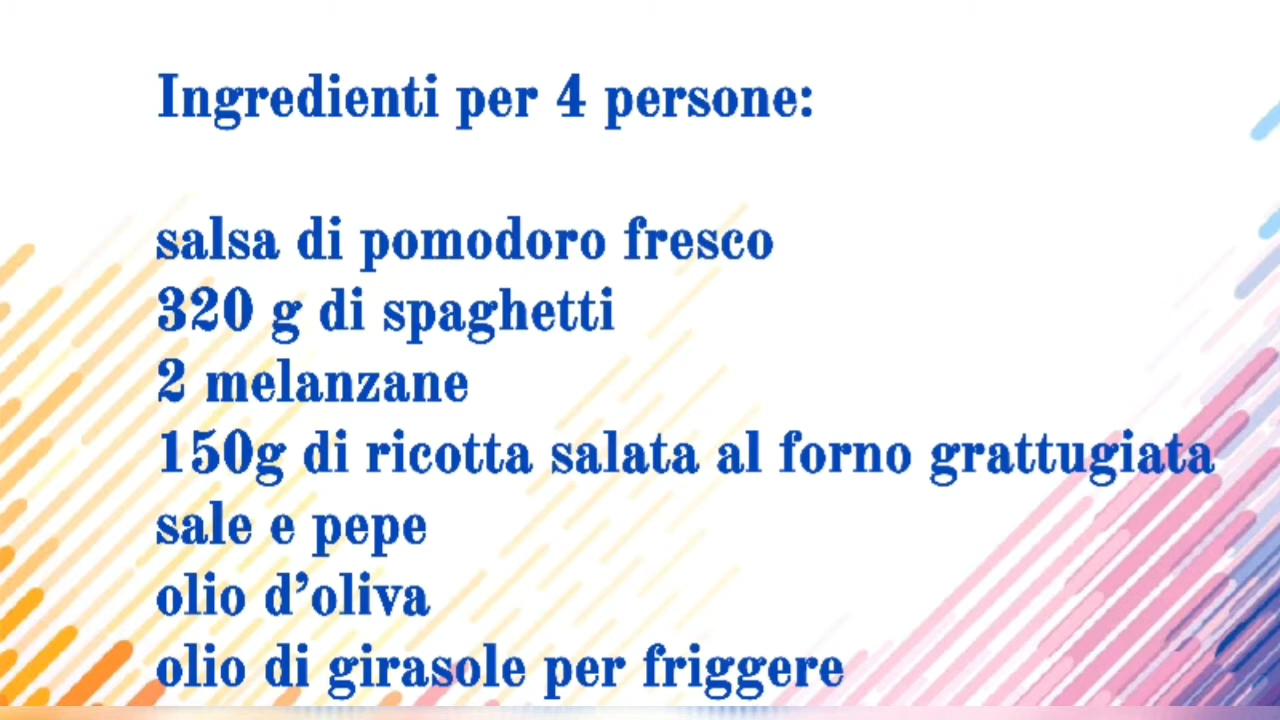 Ingredienti per 4 persone:
salsa di pomodoro fresco
320 g di spaghetti
2 melanzane
150g di ricotta salata al forno grattugiata
sale e pepe
olio d’oliva
olio di girasole per friggere